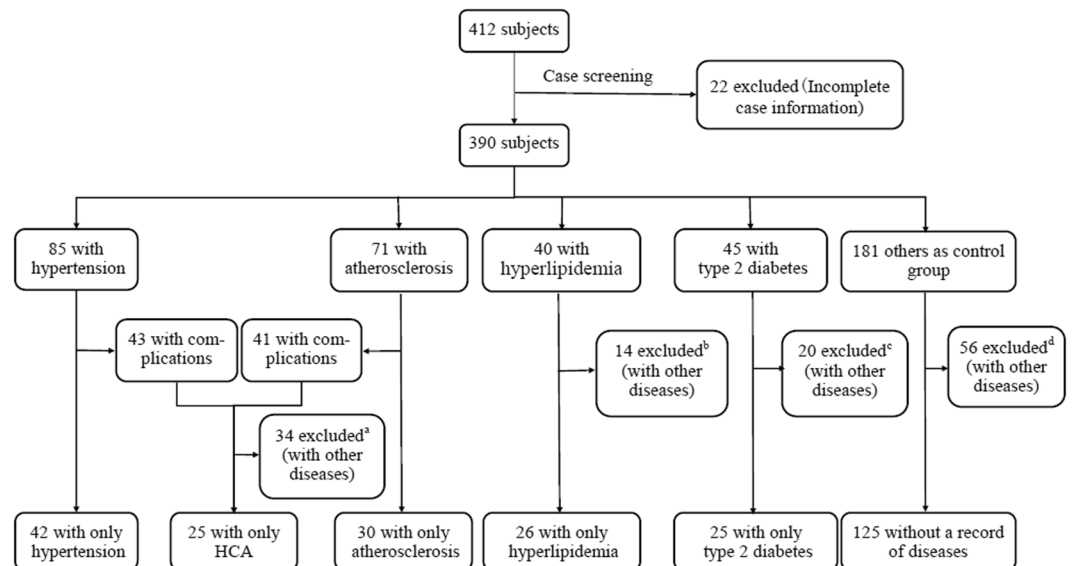 412 subjects
Case screening
22 excluded (Incomplete
case information)
390 subjects
85 with
hypertension
71 with
atherosclerosis
40 with
hyperlipidemia
45 with
type 2 diabetes
181 others as control
group
43 with com-
plications
41 with com-
plications
14 excludedᵇ
(with other
diseases)
20 excludedᶜ
(with other
diseases)
56 excludedᵈ
(with other
diseases)
34 excludedᵃ
(with other
diseases)
42 with only
hypertension
25 with only
HCA
30 with only
atherosclerosis
26 with only
hyperlipidemia
25 with only
type 2 diabetes
125 without a record
of diseases